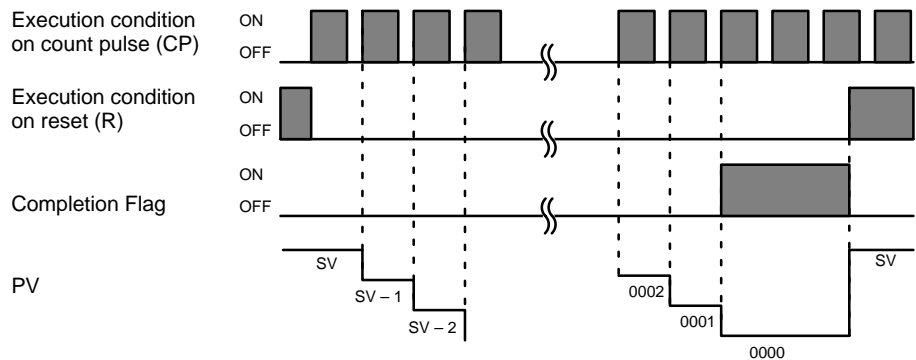 Execution condition
on count pulse (CP)
ON
OFF
Execution condition
on reset (R)
ON
OFF
Completion Flag
ON
OFF
PV
SV
SV – 1
SV – 2
0002
0001
0000
SV